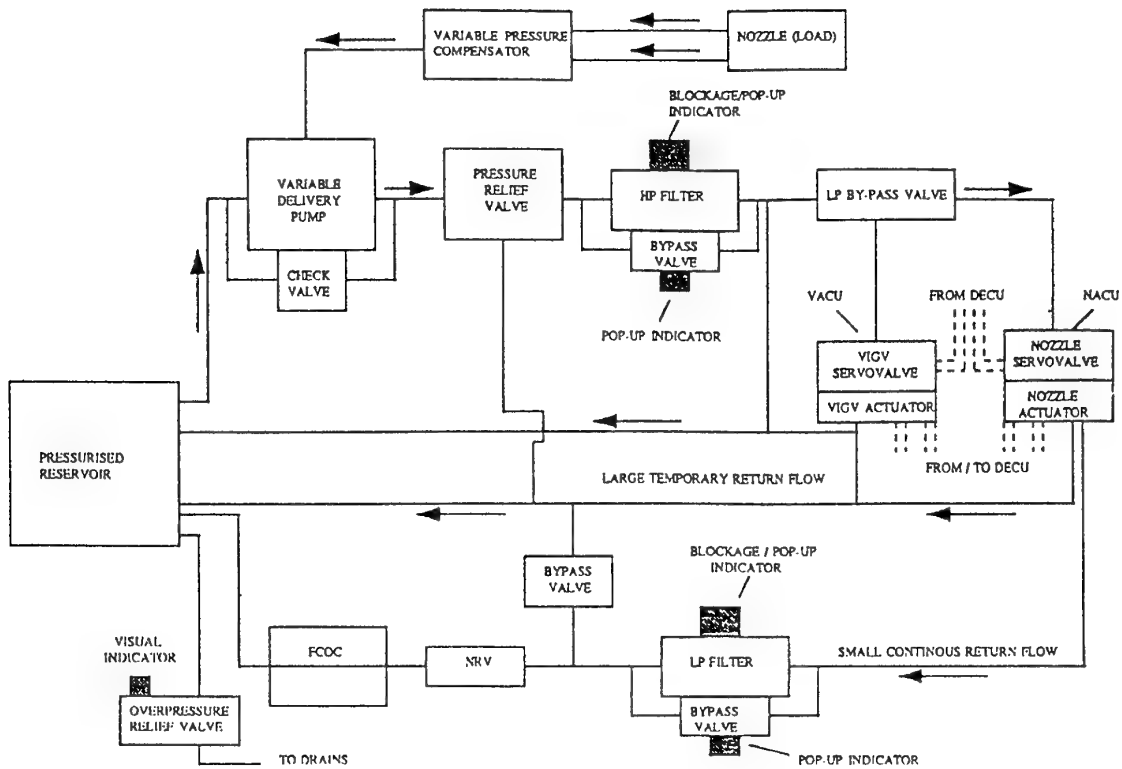 VARIABLE PRESSURE
COMPENSATOR
NOZZLE (LOAD)
BLOCKAGE/POP-UP
INDICATOR
VARIABLE
DELIVERY
PUMP
CHECK
VALVE
PRESSURE
RELIEF
VALVE
HP FILTER
BYPASS
VALVE
POP-UP INDICATOR
LP BY-PASS VALVE
VACU
FROM DECU
NACU
VIGV
SERVOVALVE
VIGV ACTUATOR
NOZZLE
SERVOVALVE
NOZZLE
ACTUATOR
FROM / TO DECU
PRESSURISED
RESERVOIR
LARGE TEMPORARY RETURN FLOW
BYPASS
VALVE
BLOCKAGE / POP-UP
INDICATOR
VISUAL
INDICATOR
FCOC
NRV
LP FILTER
SMALL CONTINOUS RETURN FLOW
OVERPRESSURE
RELIEF VALVE
BYPASS
VALVE
TO DRAINS
POP-UP INDICATOR